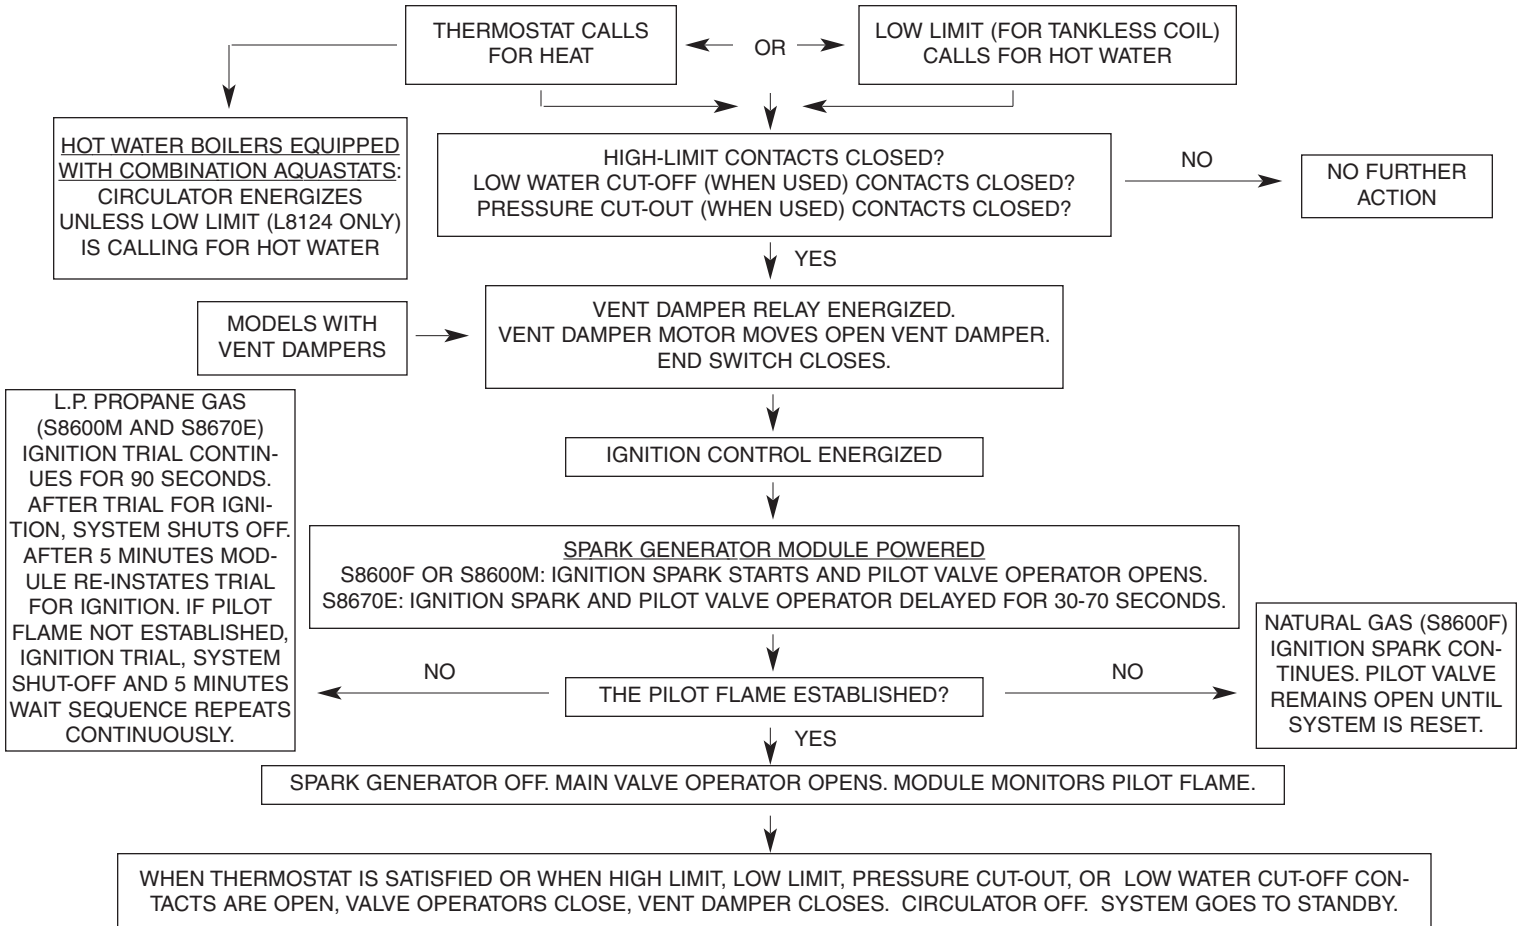 THERMOSTAT CALLS
FOR HEAT
OR
LOW LIMIT (FOR TANKLESS COIL)
CALLS FOR HOT WATER
HOT WATER BOILERS EQUIPPED
WITH COMBINATION AQUASTATS:
CIRCULATOR ENERGIZES
UNLESS LOW LIMIT (L8124 ONLY)
IS CALLING FOR HOT WATER
HIGH-LIMIT CONTACTS CLOSED?
LOW WATER CUT-OFF (WHEN USED) CONTACTS CLOSED?
PRESSURE CUT-OUT (WHEN USED) CONTACTS CLOSED?
NO
NO FURTHER
ACTION
YES
MODELS WITH
VENT DAMPERS
VENT DAMPER RELAY ENERGIZED.
VENT DAMPER MOTOR MOVES OPEN VENT DAMPER.
END SWITCH CLOSES.
IGNITION CONTROL ENERGIZED
SPARK GENERATOR MODULE POWERED
S8600F OR S8600M: IGNITION SPARK STARTS AND PILOT VALVE OPERATOR OPENS.
S8670E: IGNITION SPARK AND PILOT VALVE OPERATOR DELAYED FOR 30-70 SECONDS.
L.P. PROPANE GAS
(S8600M AND S8670E)
IGNITION TRIAL CONTIN-
UES FOR 90 SECONDS.
AFTER TRIAL FOR IGNI-
TION, SYSTEM SHUTS OFF.
AFTER 5 MINUTES MOD-
ULE RE-INSTATES TRIAL
FOR IGNITION. IF PILOT
FLAME NOT ESTABLISHED,
IGNITION TRIAL, SYSTEM
SHUT-OFF AND 5 MINUTES
WAIT SEQUENCE REPEATS
CONTINUOUSLY.
NO
THE PILOT FLAME ESTABLISHED?
NO
NATURAL GAS (S8600F)
IGNITION SPARK CON-
TINUES. PILOT VALVE
REMAINS OPEN UNTIL
SYSTEM IS RESET.
YES
SPARK GENERATOR OFF. MAIN VALVE OPERATOR OPENS. MODULE MONITORS PILOT FLAME.
WHEN THERMOSTAT IS SATISFIED OR WHEN HIGH LIMIT, LOW LIMIT, PRESSURE CUT-OUT, OR LOW WATER CUT-OFF CON-
TACTS ARE OPEN, VALVE OPERATORS CLOSE, VENT DAMPER CLOSES. CIRCULATOR OFF. SYSTEM GOES TO STANDBY.